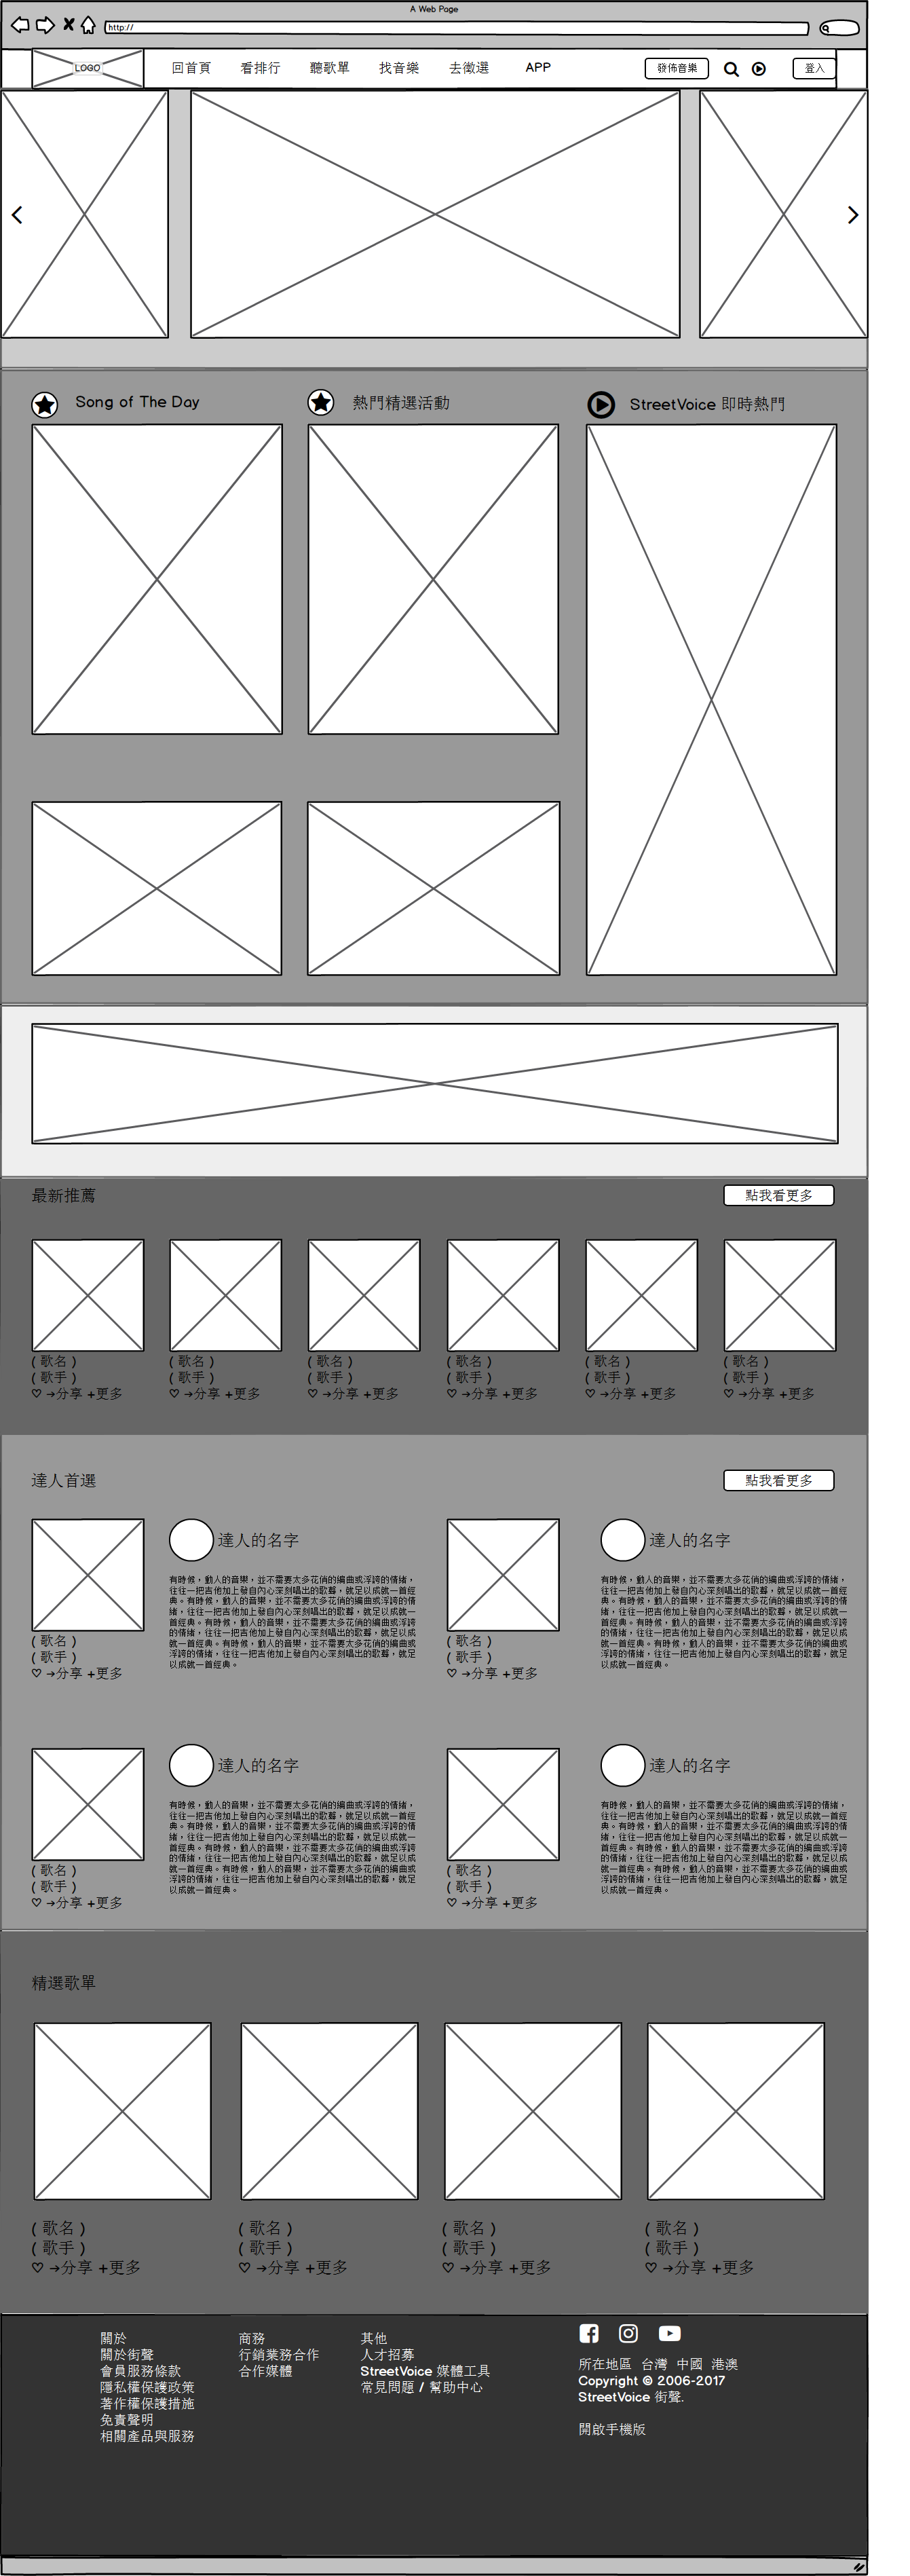 A Web Page
http://
LOGO 回首頁 看排行 聽歌單 找音樂 去徵選 APP 發佈音樂 登入
Song of The Day 熱門精選活動 StreetVoice 即時熱門
最新推薦 點我看更多
( 歌名 ) ( 歌名 ) ( 歌名 ) ( 歌名 ) ( 歌名 ) ( 歌名 )
( 歌手 ) ( 歌手 ) ( 歌手 ) ( 歌手 ) ( 歌手 ) ( 歌手 )
♡ →分享 +更多 ♡ →分享 +更多 ♡ →分享 +更多 ♡ →分享 +更多 ♡ →分享 +更多 ♡ →分享 +更多
達人首選 點我看更多
( 歌名 )
( 歌手 )
♡ →分享 +更多
達人的名字
有時候，動人的音樂，並不需要太多花俏的編曲或浮誇的情緒，
往往一把吉他加上發自內心深刻唱出的歌聲，就足以成就一首經
典。有時候，動人的音樂，並不需要太多花俏的編曲或浮誇的情
緒，往往一把吉他加上發自內心深刻唱出的歌聲，就足以成就一
首經典。有時候，動人的音樂，並不需要太多花俏的編曲或浮誇
的情緒，往往一把吉他加上發自內心深刻唱出的歌聲，就足以成
就一首經典。有時候，動人的音樂，並不需要太多花俏的編曲或
浮誇的情緒，往往一把吉他加上發自內心深刻唱出的歌聲，就足
以成就一首經典。
( 歌名 )
( 歌手 )
♡ →分享 +更多
達人的名字
有時候，動人的音樂，並不需要太多花俏的編曲或浮誇的情緒，
往往一把吉他加上發自內心深刻唱出的歌聲，就足以成就一首經
典。有時候，動人的音樂，並不需要太多花俏的編曲或浮誇的情
緒，往往一把吉他加上發自內心深刻唱出的歌聲，就足以成就一
首經典。有時候，動人的音樂，並不需要太多花俏的編曲或浮誇
的情緒，往往一把吉他加上發自內心深刻唱出的歌聲，就足以成
就一首經典。有時候，動人的音樂，並不需要太多花俏的編曲或
浮誇的情緒，往往一把吉他加上發自內心深刻唱出的歌聲，就足
以成就一首經典。
( 歌名 )
( 歌手 )
♡ →分享 +更多
達人的名字
有時候，動人的音樂，並不需要太多花俏的編曲或浮誇的情緒，
往往一把吉他加上發自內心深刻唱出的歌聲，就足以成就一首經
典。有時候，動人的音樂，並不需要太多花俏的編曲或浮誇的情
緒，往往一把吉他加上發自內心深刻唱出的歌聲，就足以成就一
首經典。有時候，動人的音樂，並不需要太多花俏的編曲或浮誇
的情緒，往往一把吉他加上發自內心深刻唱出的歌聲，就足以成
就一首經典。有時候，動人的音樂，並不需要太多花俏的編曲或
浮誇的情緒，往往一把吉他加上發自內心深刻唱出的歌聲，就足
以成就一首經典。
( 歌名 )
( 歌手 )
♡ →分享 +更多
達人的名字
有時候，動人的音樂，並不需要太多花俏的編曲或浮誇的情緒，
往往一把吉他加上發自內心深刻唱出的歌聲，就足以成就一首經
典。有時候，動人的音樂，並不需要太多花俏的編曲或浮誇的情
緒，往往一把吉他加上發自內心深刻唱出的歌聲，就足以成就一
首經典。有時候，動人的音樂，並不需要太多花俏的編曲或浮誇
的情緒，往往一把吉他加上發自內心深刻唱出的歌聲，就足以成
就一首經典。有時候，動人的音樂，並不需要太多花俏的編曲或
浮誇的情緒，往往一把吉他加上發自內心深刻唱出的歌聲，就足
以成就一首經典。
精選歌單
( 歌名 ) ( 歌名 ) ( 歌名 ) ( 歌名 )
( 歌手 ) ( 歌手 ) ( 歌手 ) ( 歌手 )
♡ →分享 +更多 ♡ →分享 +更多 ♡ →分享 +更多 ♡ →分享 +更多
關於
關於街聲
會員服務條款
隱私權保護政策
著作權保護措施
免責聲明
相關產品與服務
商務
行銷業務合作
合作媒體
其他
人才招募
StreetVoice 媒體工具
常見問題 / 幫助中心
所在地區 台灣 中國 港澳
Copyright © 2006-2017
StreetVoice 街聲.
開啟手機版